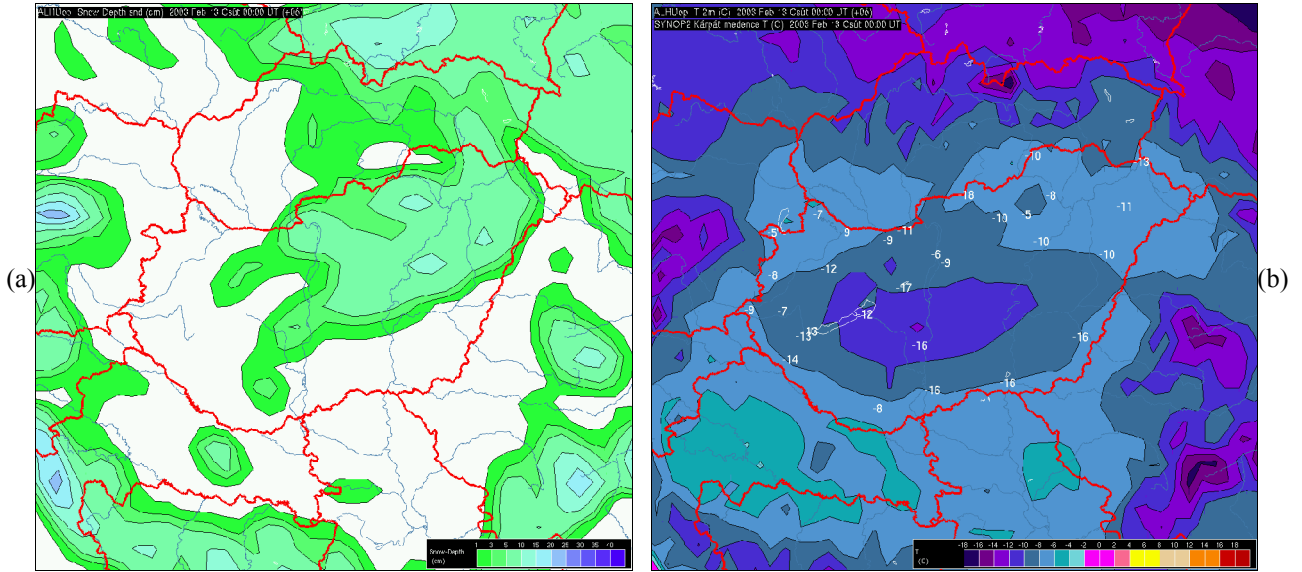 (a)
Snow Depth snd (cm) 2003 Feb 13 Csüt 00:00 UT (+06)
Snow-Depth
(cm)
1 3 5 10 15 20 25 30 35 40
T 2m (C) 2003 Feb 13 Csüt 00:00 UT (+06)
SYNOP2 Kárpát medence T (C) 2003 Feb 13 Csüt 00:00 UT
-10
-13
-18
-8
-11
-7
-10
-5
-5
9
-11
-9
-10
-10
-6
-9
-12
-8
-17
-9
-7
-12
-13
-13
-16
-16
-14
-16
-16
-8
T
(C)
-18 -16 -14 -12 -10 -8 -6 -4 -2 0 2 4 6 8 10 12 14 16 18
(b)